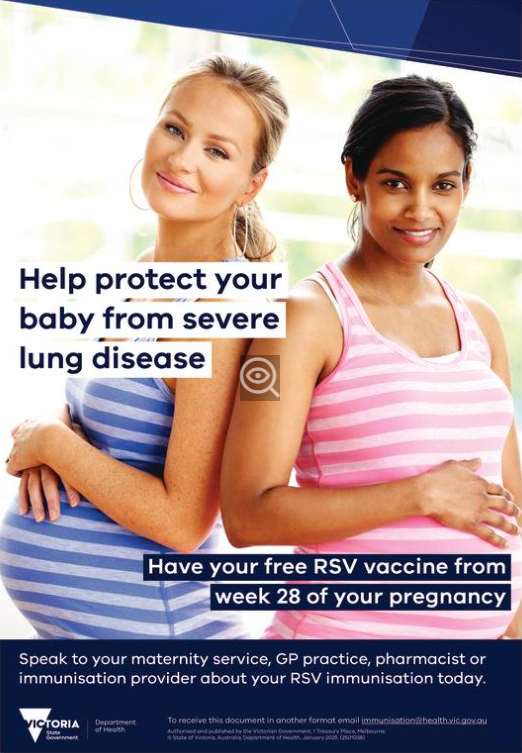 Help protect your
baby from severe
lung disease
Have your free RSV vaccine from
week 28 of your pregnancy
Speak to your maternity service, GP practice, pharmacist or
immunisation provider about your RSV immunisation today.
VICTORIA
State
Government
Department
of Health
To receive this document in another format email immunisation@health.vic.gov.au
Authorised and published by the Victorian Government, 1 Treasury Place, Melbourne.
© State of Victoria, Australia, Department of Health, January 2025. (2501038)